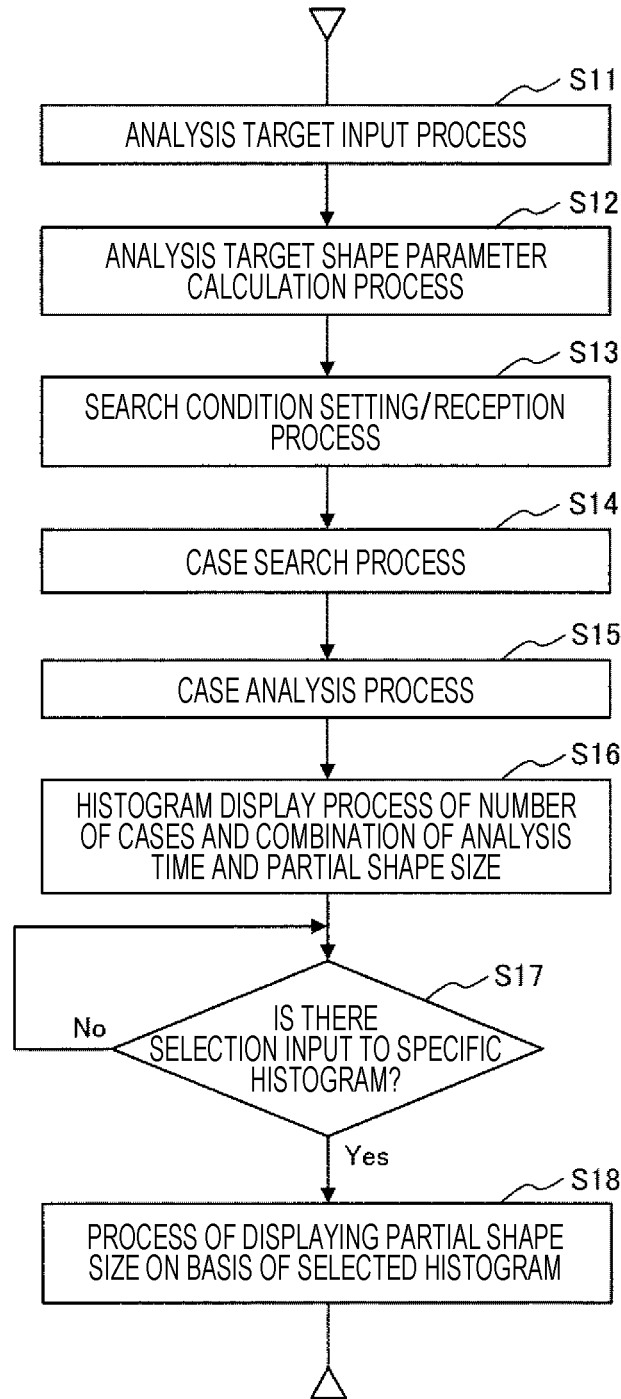 S11
ANALYSIS TARGET INPUT PROCESS
S12
ANALYSIS TARGET SHAPE PARAMETER
CALCULATION PROCESS
S13
SEARCH CONDITION SETTING/RECEPTION
PROCESS
S14
CASE SEARCH PROCESS
S15
CASE ANALYSIS PROCESS
S16
HISTOGRAM DISPLAY PROCESS OF NUMBER
OF CASES AND COMBINATION OF ANALYSIS
TIME AND PARTIAL SHAPE SIZE
S17
IS THERE
SELECTION INPUT TO SPECIFIC
HISTOGRAM?
No
Yes
S18
PROCESS OF DISPLAYING PARTIAL SHAPE
SIZE ON BASIS OF SELECTED HISTOGRAM